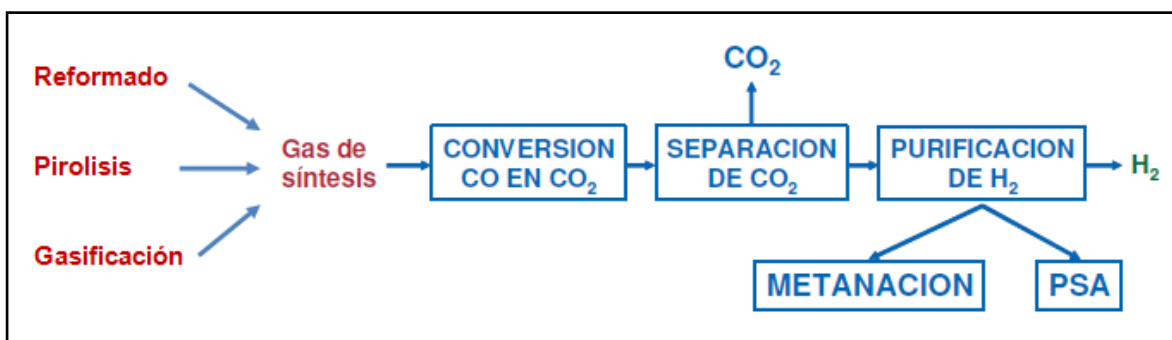 Reformado
Pirolisis
Gasificación
Gas de
síntesis
CONVERSION
CO EN CO₂
CO₂
SEPARACION
DE CO₂
PURIFICACION
DE H₂
H₂
METANACION
PSA